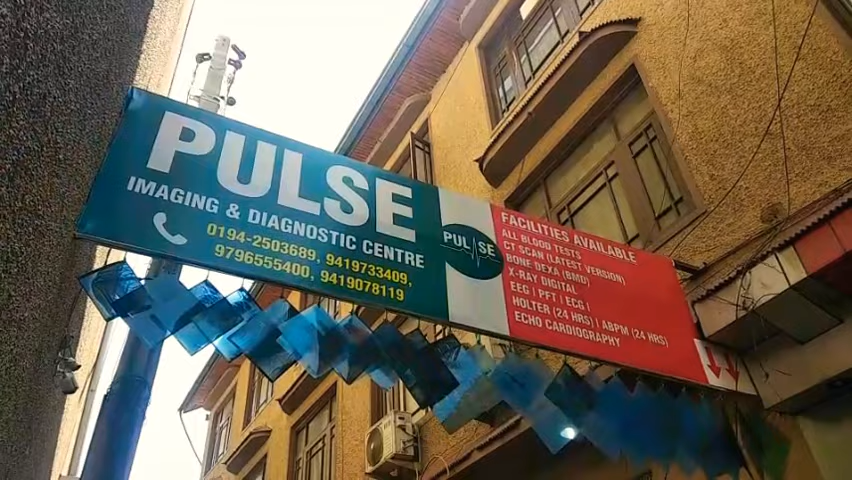 PULSE
IMAGING & DIAGNOSTIC CENTRE
0194-2503689, 9419733409,
9796555400, 9419078119
PULSE
FACILITIES AVAILABLE
ALL BLOOD TESTS
CT SCAN (LATEST VERSION)
BONE DEXA (BMD)
X-RAY DIGITAL
EEG | PFT | ECG |
HOLTER (24 HRS) | ABPM (24 HRS)
ECHO CARDIOGRAPHY